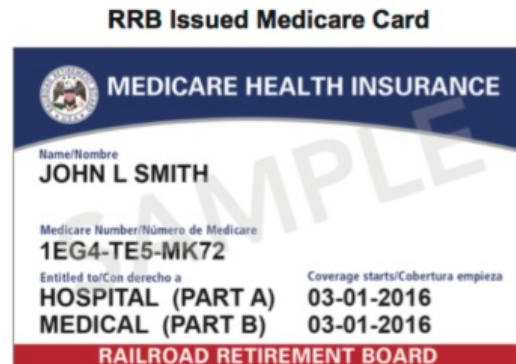 RRB Issued Medicare Card
MEDICARE HEALTH INSURANCE
Name/Nombre
JOHN L SMITH
Medicare Number/Número de Medicare
1EG4-TE5-MK72
Entitled to/Con derecho a Coverage starts/Cobertura empieza
HOSPITAL (PART A) 03-01-2016
MEDICAL (PART B) 03-01-2016
SAMPLE
RAILROAD RETIREMENT BOARD